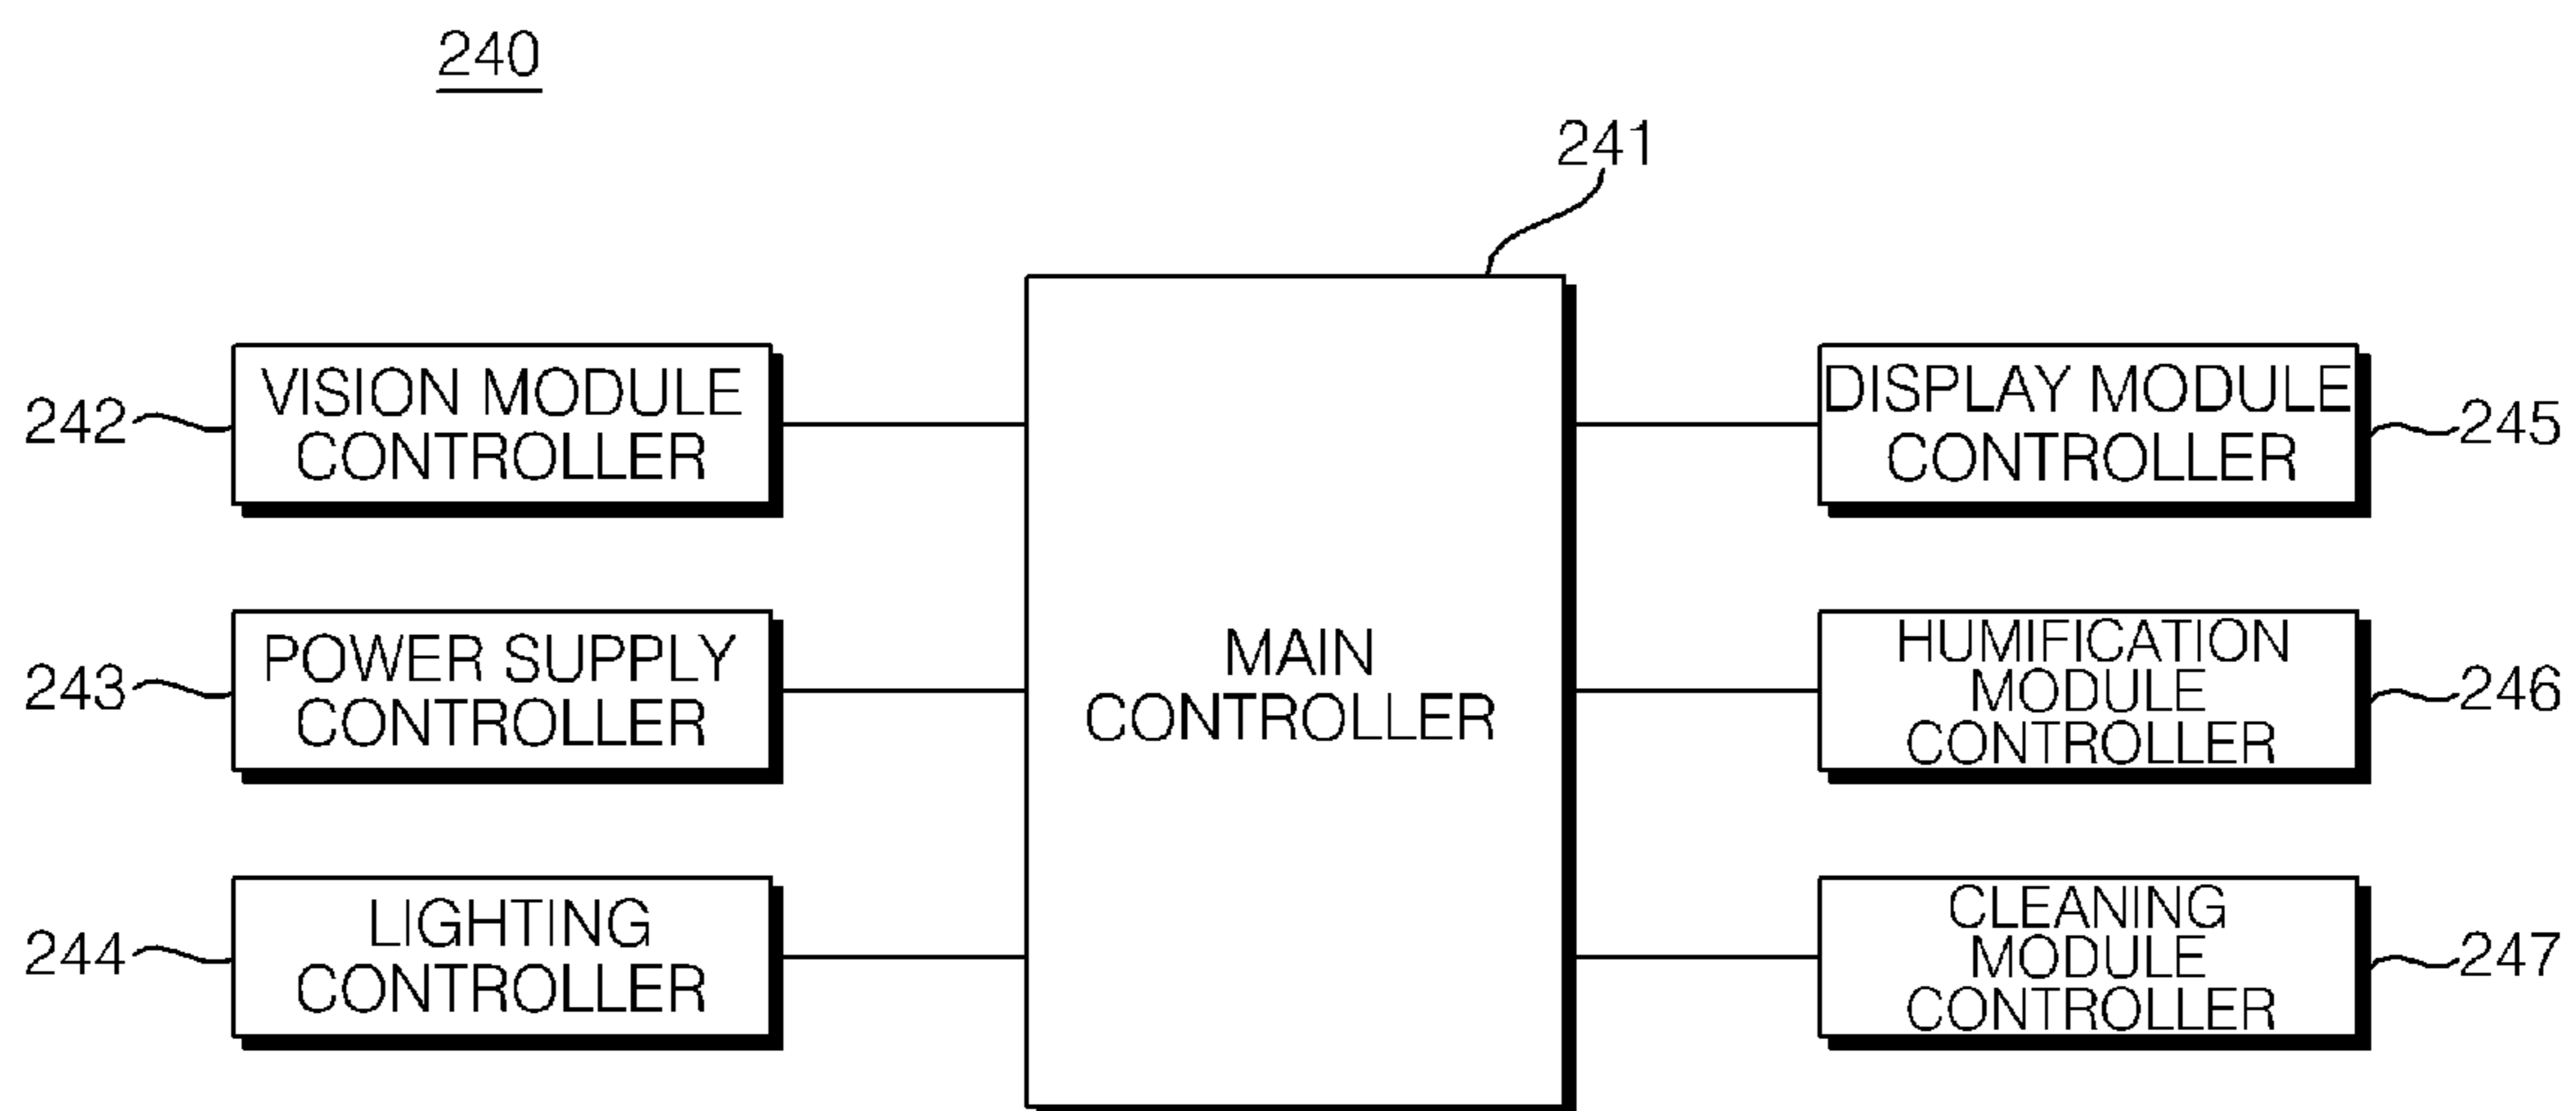 240
241
242
VISION MODULE
CONTROLLER
243
POWER SUPPLY
CONTROLLER
244
LIGHTING
CONTROLLER
MAIN
CONTROLLER
DISPLAY MODULE
CONTROLLER
245
HUMIFICATION
MODULE
CONTROLLER
246
CLEANING
MODULE
CONTROLLER
247